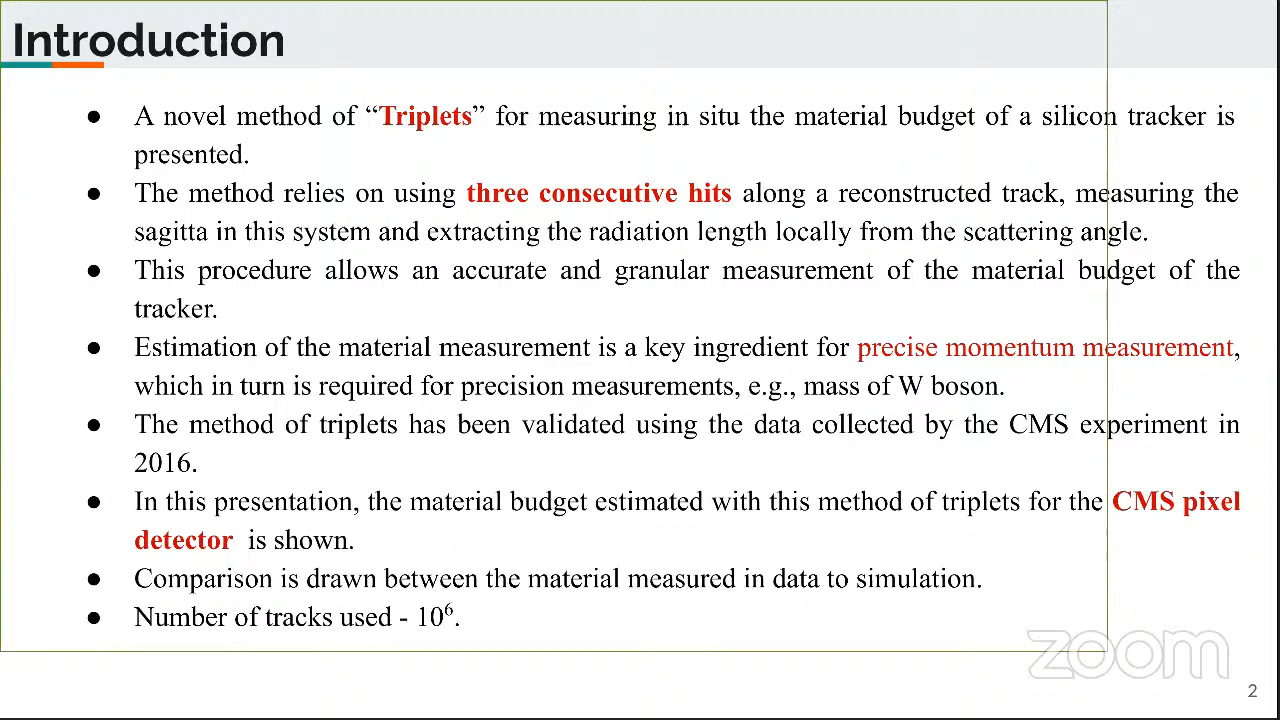 Introduction
● A novel method of “Triplets” for measuring in situ the material budget of a silicon tracker is
presented.
● The method relies on using three consecutive hits along a reconstructed track, measuring the
sagitta in this system and extracting the radiation length locally from the scattering angle.
● This procedure allows an accurate and granular measurement of the material budget of the
tracker.
● Estimation of the material measurement is a key ingredient for precise momentum measurement,
which in turn is required for precision measurements, e.g., mass of W boson.
● The method of triplets has been validated using the data collected by the CMS experiment in
2016.
● In this presentation, the material budget estimated with this method of triplets for the CMS pixel
detector is shown.
● Comparison is drawn between the material measured in data to simulation.
● Number of tracks used - 10⁶.
zoom
2